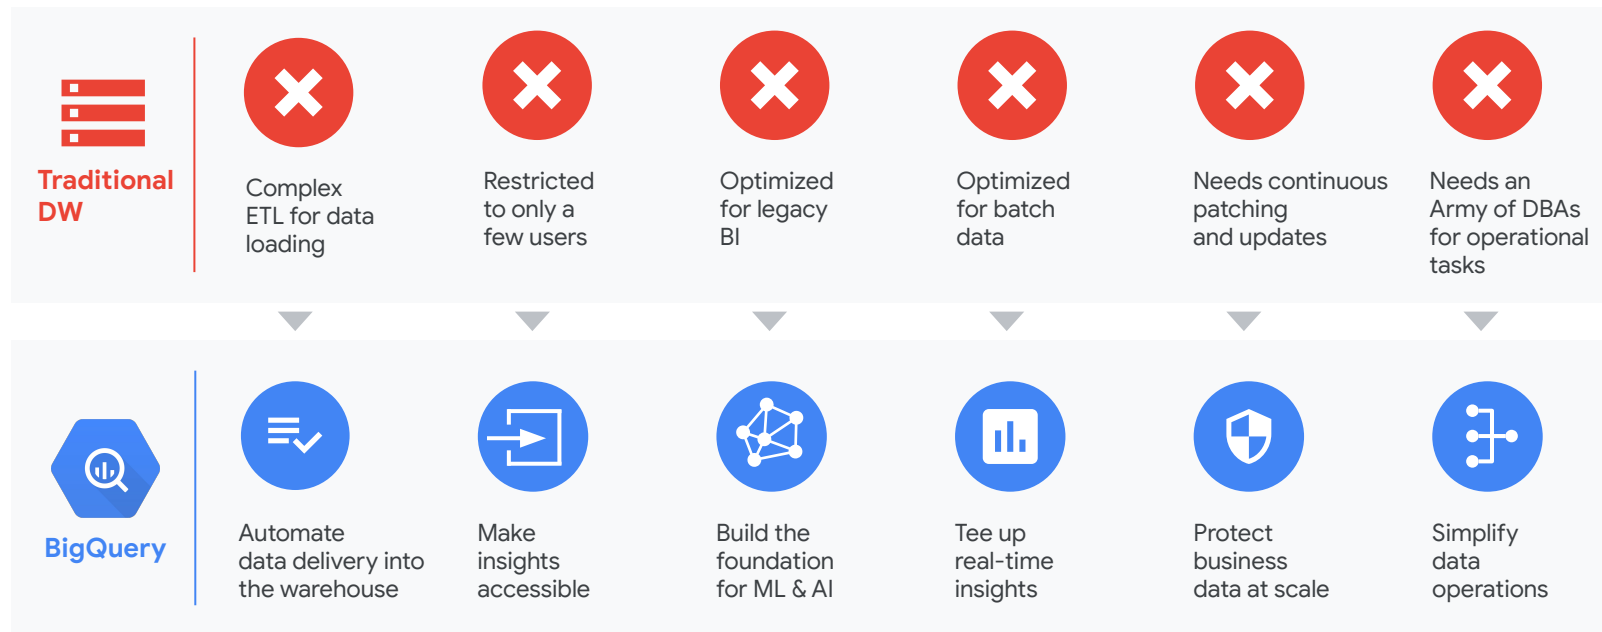 Traditional
DW
Complex
ETL for data
loading
Restricted
to only a
few users
Optimized
for legacy
BI
Optimized
for batch
data
Needs continuous
patching
and updates
Needs an
Army of DBAs
for operational
tasks
BigQuery
Automate
data delivery into
the warehouse
Make
insights
accessible
Build the
foundation
for ML & AI
Tee up
real-time
insights
Protect
business
data at scale
Simplify
data
operations